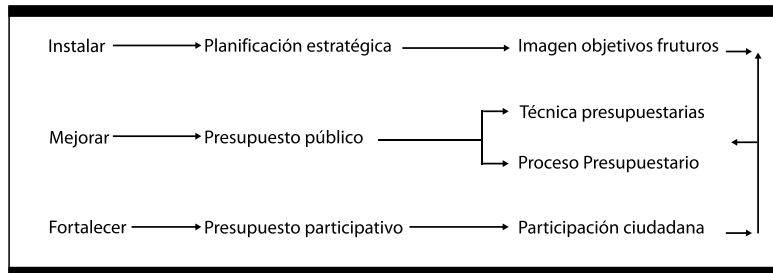 Instalar Planificación estratégica Imagen objetivos fruturos
Técnica presupuestarias
Mejorar Presupuesto público
Proceso Presupuestario
Fortalecer Presupuesto participativo Participación ciudadana